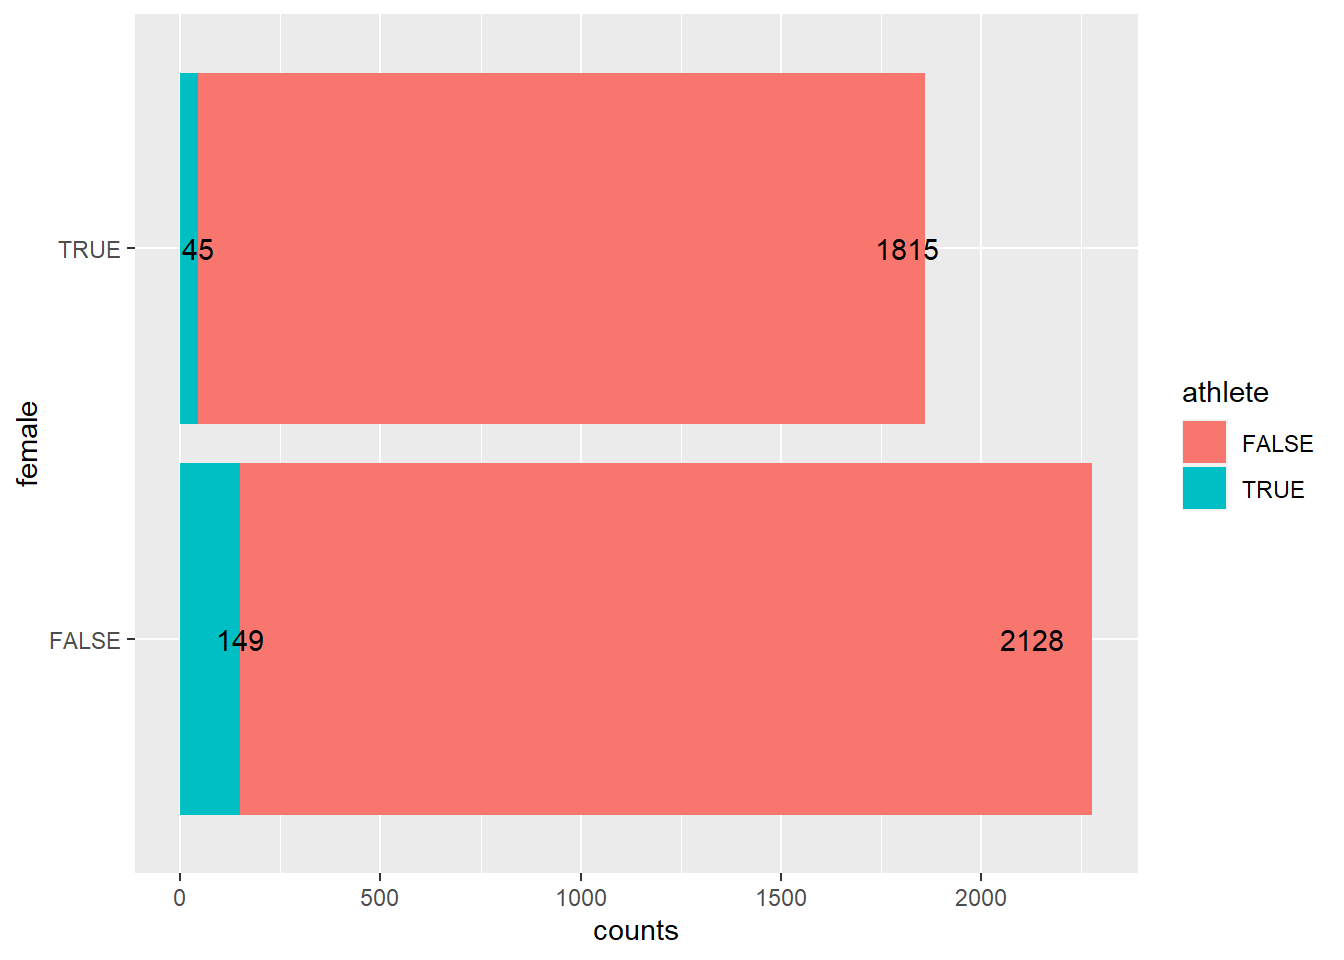 TRUE
45
1815
FALSE
149
2128
female
0
500
1000
1500
2000
counts
athlete
FALSE
TRUE